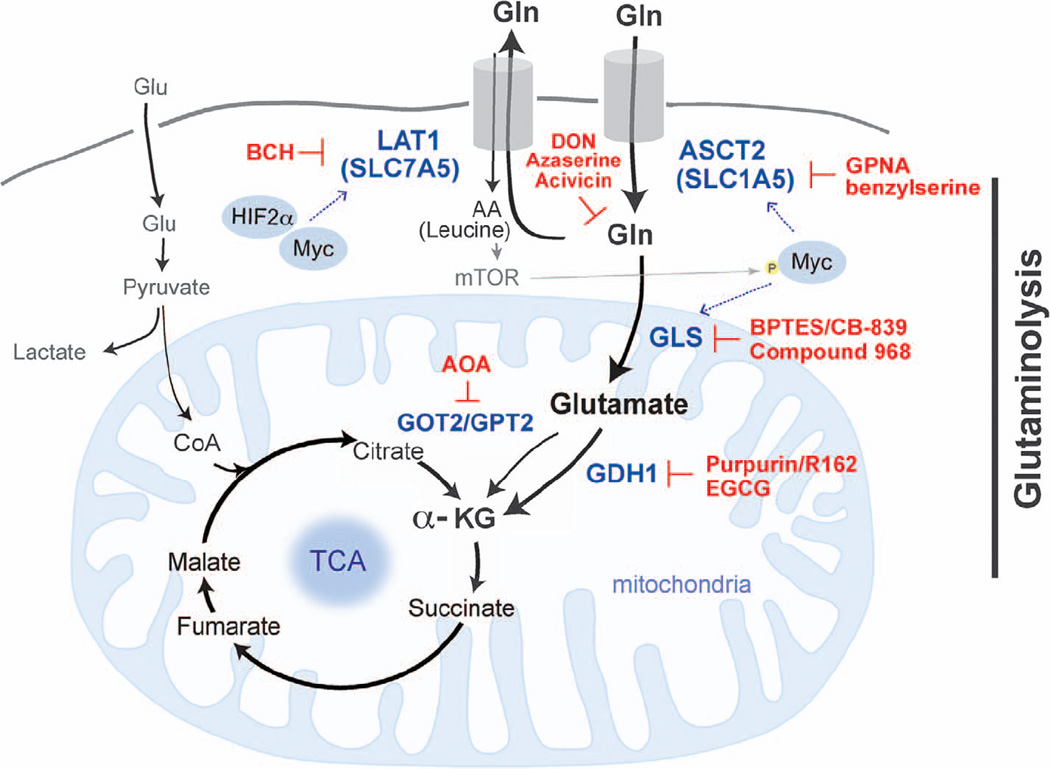 Gln
Gln
Glu
BCH
LAT1
(SLC7A5)
DON
Azaserine
Acivicin
ASCT2
(SLC1A5)
GPNA
benzylserine
HIF2α
Myc
AA
(Leucine)
Glu
Gln
mTOR
P
Myc
Pyruvate
Lactate
GLS
BPTES/CB-839
Compound 968
AOA
GOT2/GPT2
Glutamate
CoA
Citrate
GDH1
Purpurin/R162
EGCG
α-KG
TCA
Malate
mitochondria
Succinate
Fumarate
Glutaminolysis